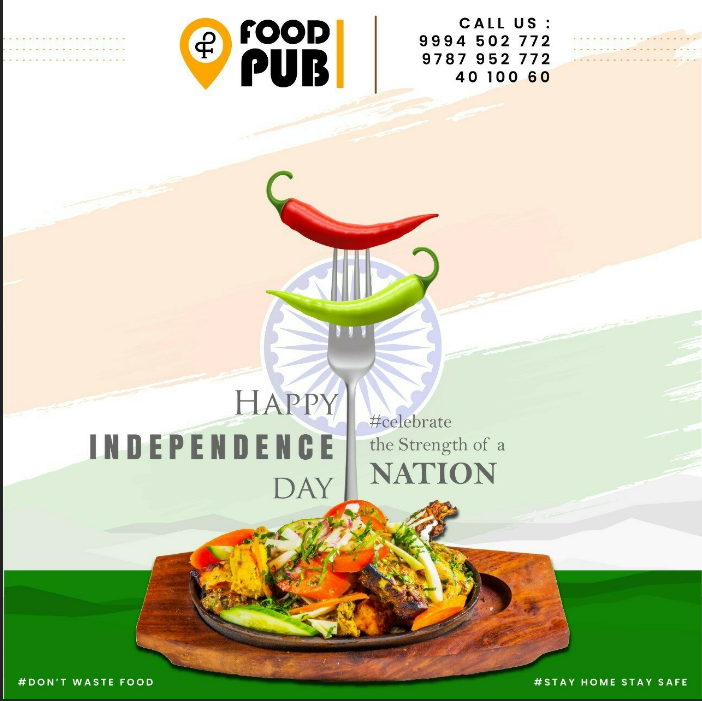 FOOD
PUB
CALL US :
9994 502 772
9787 952 772
40 100 60
HAPPY
INDEPENDENCE
DAY
#celebrate
the Strength of a
NATION
#DON'T WASTE FOOD
#STAY HOME STAY SAFE